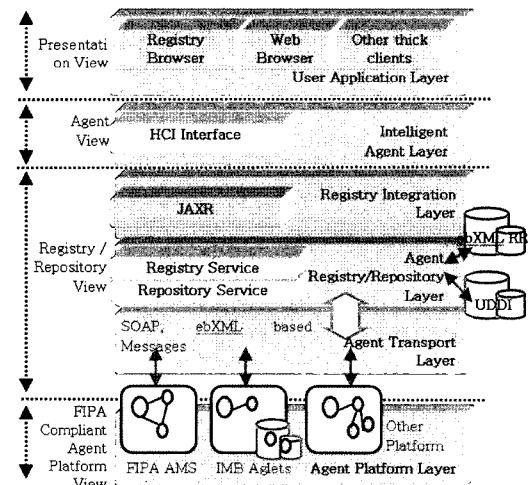 Presentati
on View
Registry
Browser
Web
Browser
Other thick
clients
User Application Layer
Agent
View
HCI Interface
Intelligent
Agent Layer
Registry /
Repository
View
JAXR
Registry Integration
Layer
Registry Service
Repository Service
Agent
Registry/Repository
Layer
ebXML RR
UDDI
SOAP, ebXML based
Messages
Agent Transport
Layer
FIPA
Compliant
Agent
Platform
View
FIPA AMS
IMB Aglets
Other
Platform
Agent Platform Layer